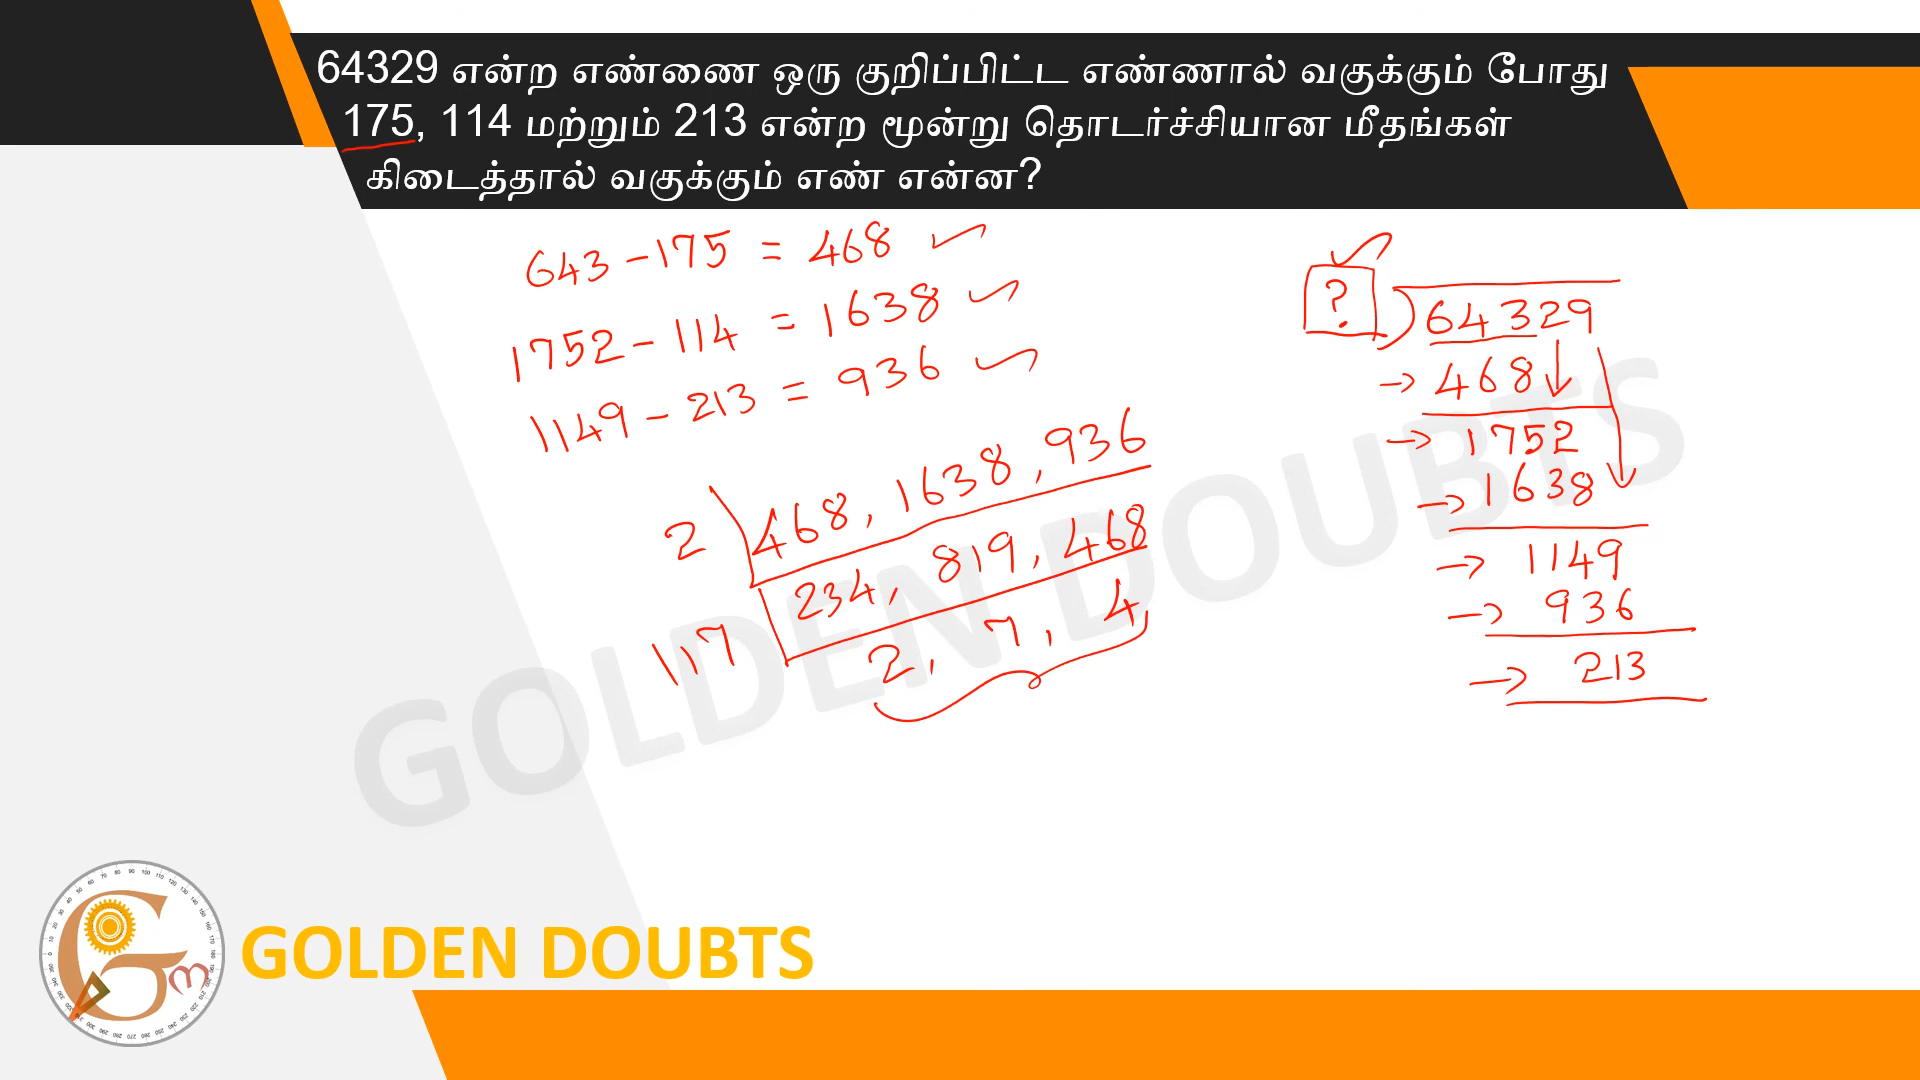 64329 என்ற எண்ணை ஒரு குறிப்பிட்ட எண்ணால் வகுக்கும் போது
175, 114 மற்றும் 213 என்ற மூன்று தொடர்ச்சியான மீதங்கள்
கிடைத்தால் வகுக்கும் எண் என்ன?
643 - 175 = 468
1752 - 114 = 1638
1149 - 213 = 936
2 468, 1638, 936
117 234, 819, 468
2, 7, 4
? 64329
468
1752
1638
1149
936
213
GOLDEN DOUBTS
GOLDEN DOUBTS